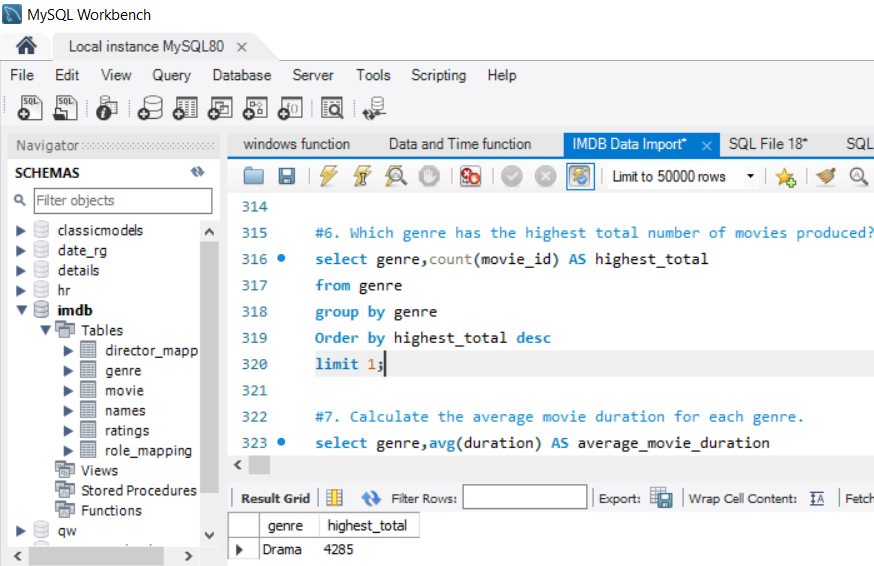 MySQL Workbench
Local instance MySQL80
File Edit View Query Database Server Tools Scripting Help
Navigator
SCHEMAS
Filter objects
classicmodels
date_rg
details
hr
imdb
Tables
director_mapp
genre
movie
names
ratings
role_mapping
Views
Stored Procedures
Functions
qw
windows function Data and Time function IMDB Data Import* SQL File 18* SQL
Limit to 50000 rows
314
315 #6. Which genre has the highest total number of movies produced?
316 select genre,count(movie_id) AS highest_total
317 from genre
318 group by genre
319 Order by highest_total desc
320 limit 1;
321
322 #7. Calculate the average movie duration for each genre.
323 select genre,avg(duration) AS average_movie_duration
Result Grid Filter Rows: Export: Wrap Cell Content: Fetch
genre highest_total
Drama 4285